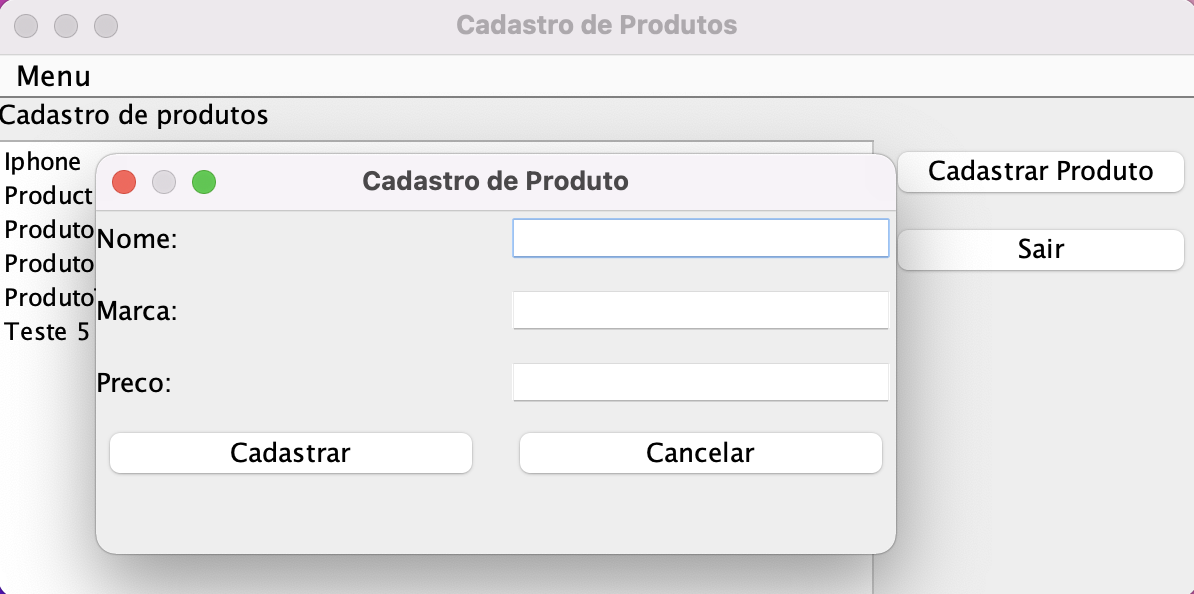 Cadastro de Produtos
Menu
Cadastro de produtos
Iphone
Product
Produto
Produto
Produto
Teste 5
Cadastrar Produto
Sair
Cadastro de Produto
Nome:
Marca:
Preco:
Cadastrar
Cancelar